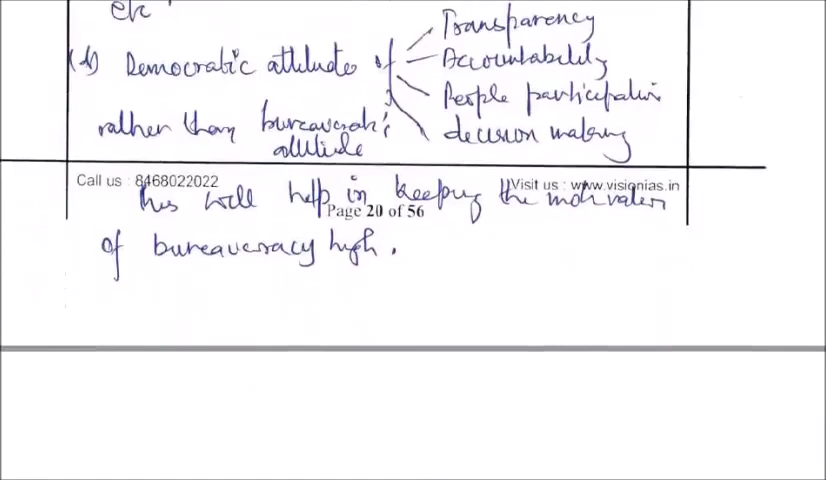 etc.
Transparency
(d) Democratic attitude of
Accountability
People participation
rather than bureaucratic
decision making
attitude
Call us : 8468022022
Visit us : www.visionias.in
This will help in keeping the motivation
Page 20 of 56
of bureaucracy high.